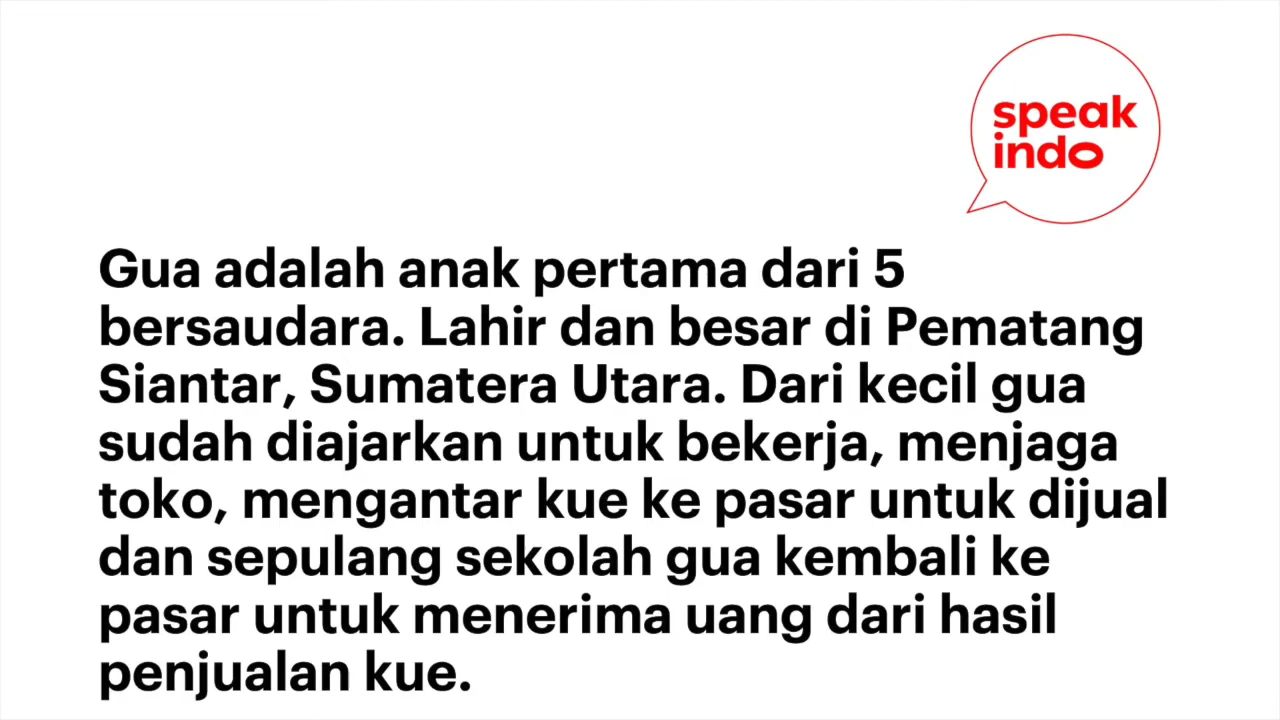 speak
indo
Gua adalah anak pertama dari 5
bersaudara. Lahir dan besar di Pematang
Siantar, Sumatera Utara. Dari kecil gua
sudah diajarkan untuk bekerja, menjaga
toko, mengantar kue ke pasar untuk dijual
dan sepulang sekolah gua kembali ke
pasar untuk menerima uang dari hasil
penjualan kue.